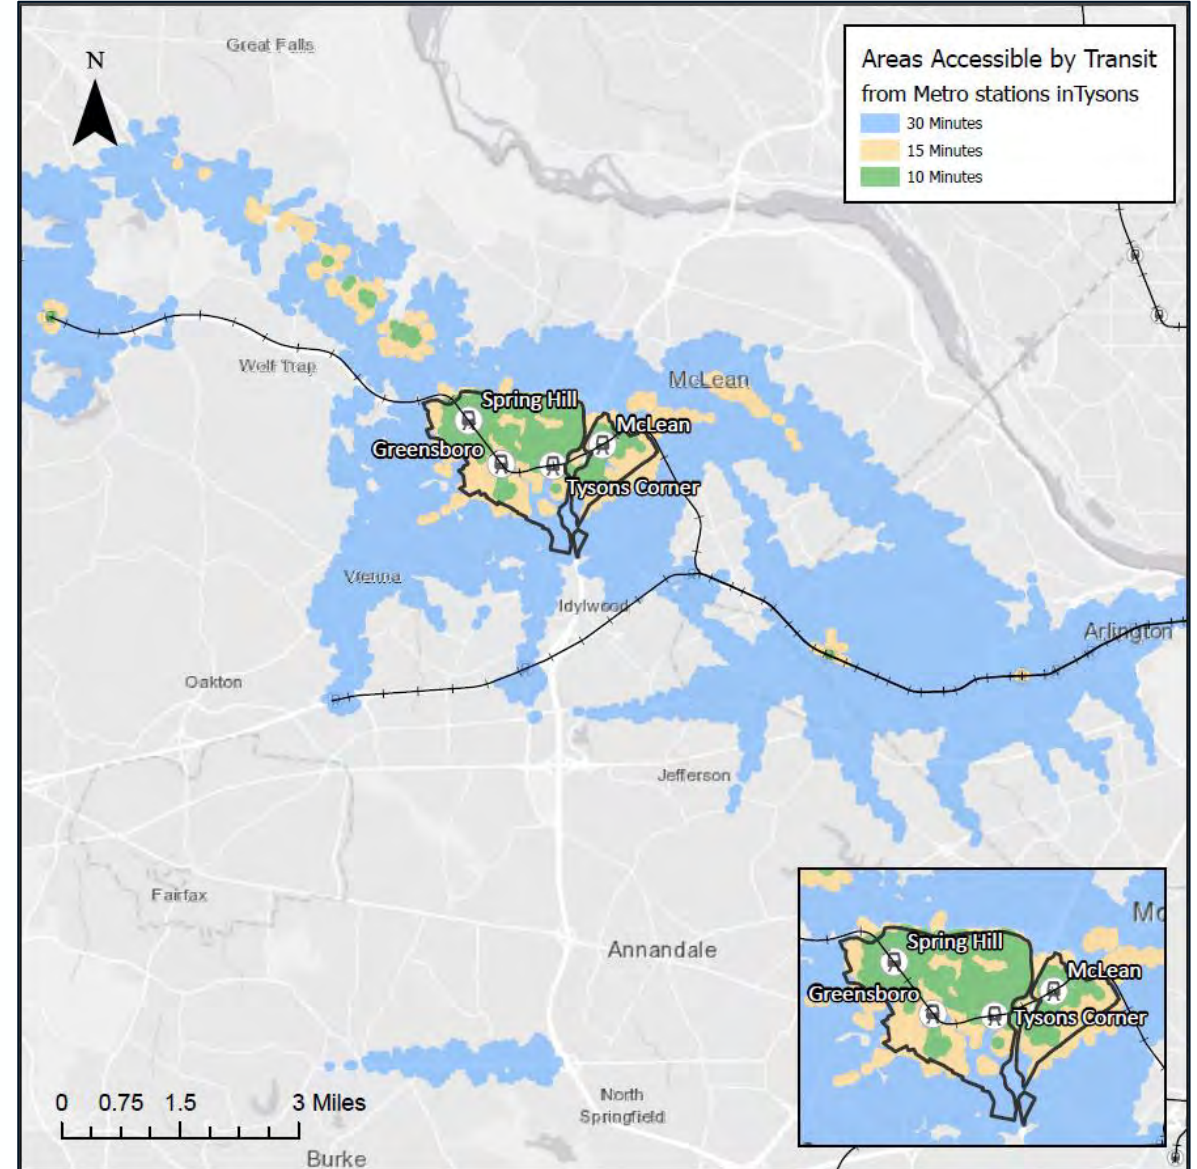 Great Falls
N
Areas Accessible by Transit
from Metro stations inTysons
30 Minutes
15 Minutes
10 Minutes
Wolf Trap
McLean
Spring Hill
McLean
Greensboro
Tysons Corner
Vienna
Idylwood
Arlington
Oakton
Jefferson
Fairfax
Annandale
Mc
Spring Hill
McLean
Greensboro
Tysons Corner
0 0.75 1.5 3 Miles
North
Springfield
Burke